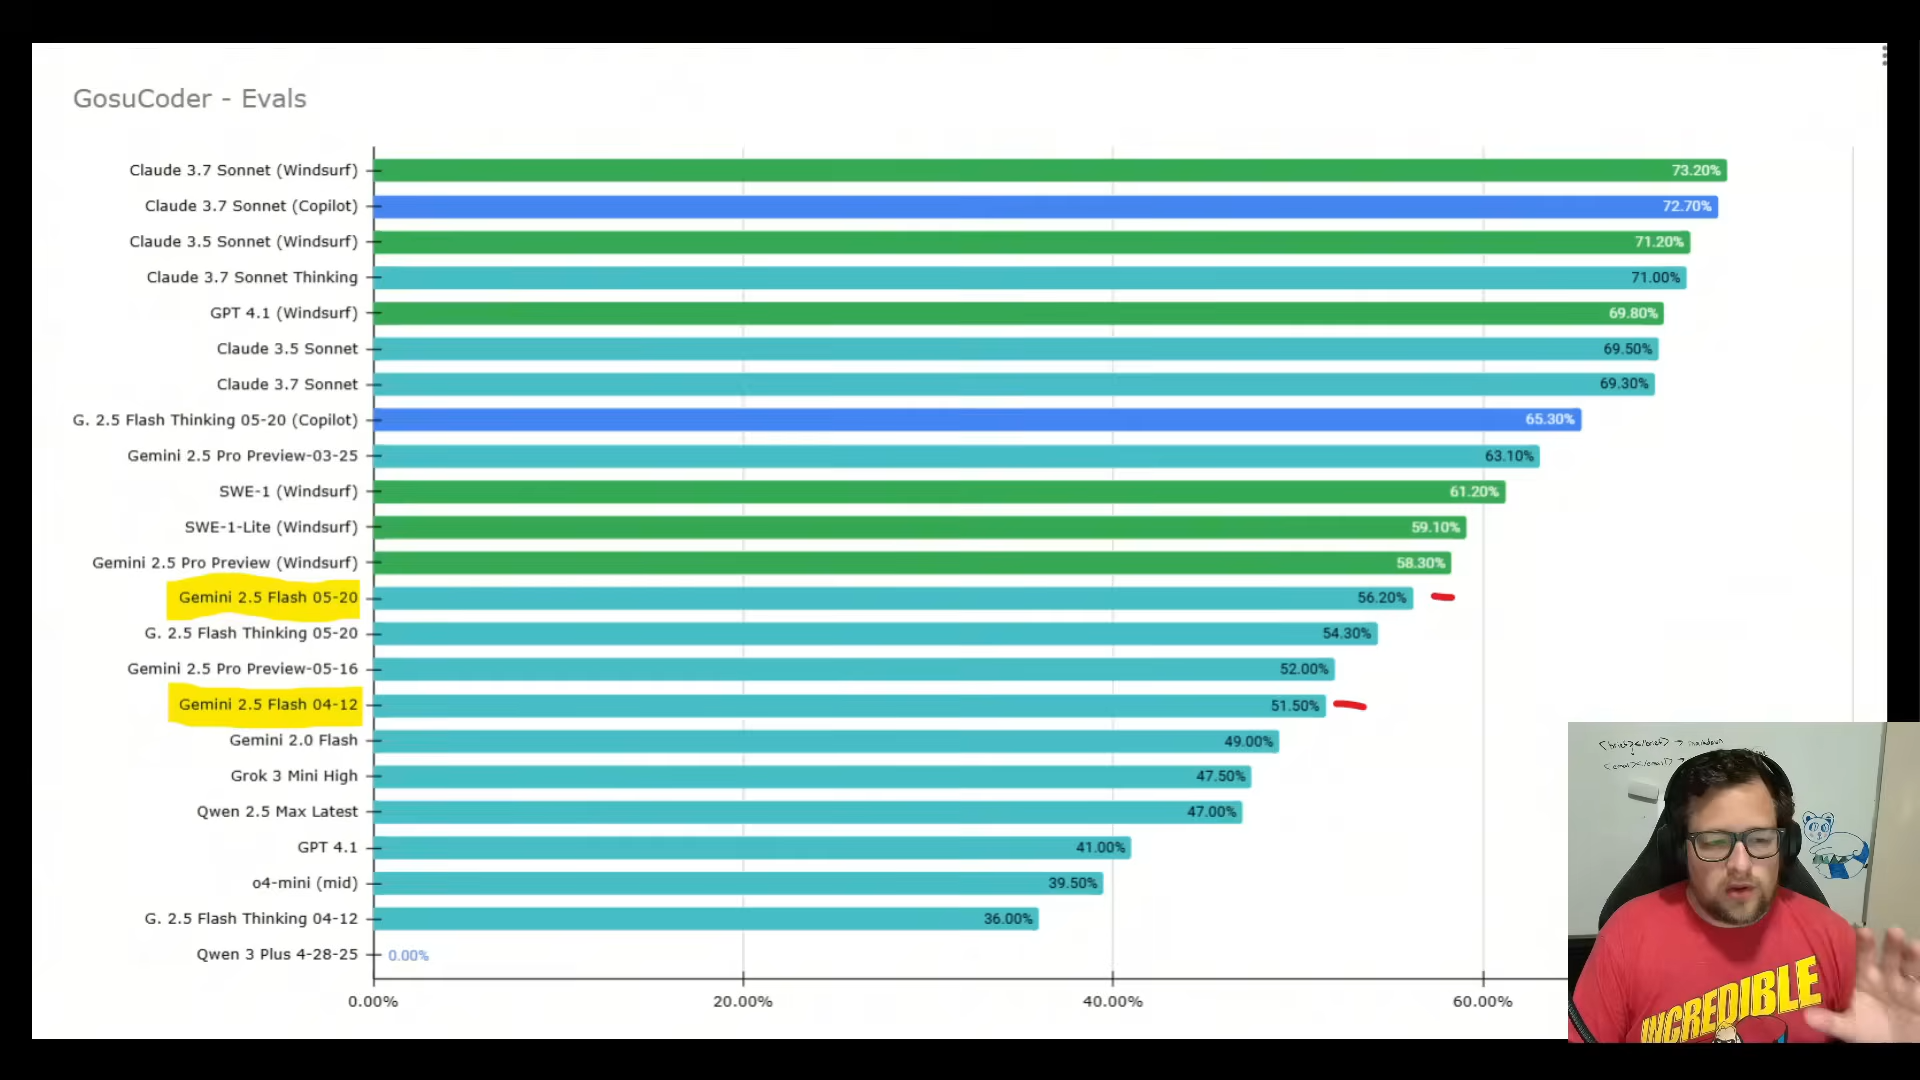 GosuCoder - Evals
Claude 3.7 Sonnet (Windsurf) 73.20%
Claude 3.7 Sonnet (Copilot) 72.70%
Claude 3.5 Sonnet (Windsurf) 71.20%
Claude 3.7 Sonnet Thinking 71.00%
GPT 4.1 (Windsurf) 69.80%
Claude 3.5 Sonnet 69.50%
Claude 3.7 Sonnet 69.30%
G. 2.5 Flash Thinking 05-20 (Copilot) 65.30%
Gemini 2.5 Pro Preview-03-25 63.10%
SWE-1 (Windsurf) 61.20%
SWE-1-Lite (Windsurf) 59.10%
Gemini 2.5 Pro Preview (Windsurf) 58.30%
Gemini 2.5 Flash 05-20 56.20%
G. 2.5 Flash Thinking 05-20 54.30%
Gemini 2.5 Pro Preview-05-16 52.00%
Gemini 2.5 Flash 04-12 51.50%
Gemini 2.0 Flash 49.00%
Grok 3 Mini High 47.50%
Qwen 2.5 Max Latest 47.00%
GPT 4.1 41.00%
o4-mini (mid) 39.50%
G. 2.5 Flash Thinking 04-12 36.00%
Qwen 3 Plus 4-28-25 0.00%
0.00% 20.00% 40.00% 60.00%
<brief></brief> → markdown
<email></email> →
INCREDIBLE